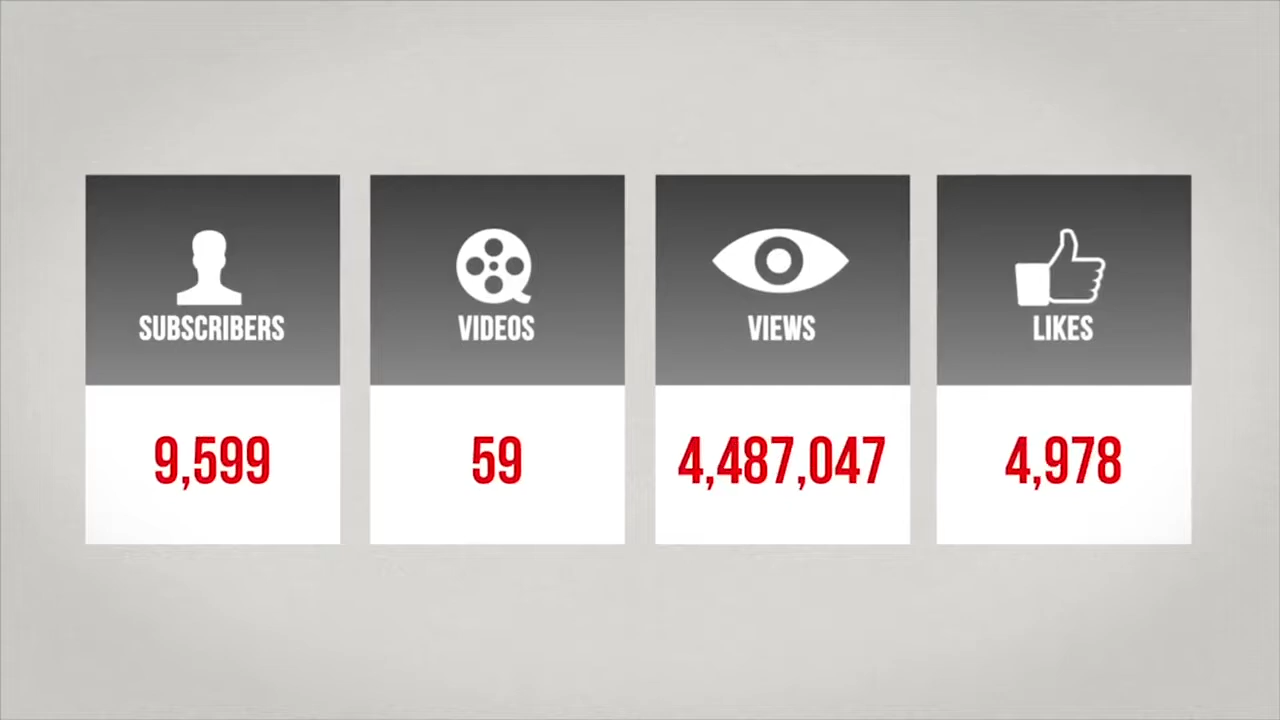 SUBSCRIBERS
9,599
VIDEOS
59
VIEWS
4,487,047
LIKES
4,978